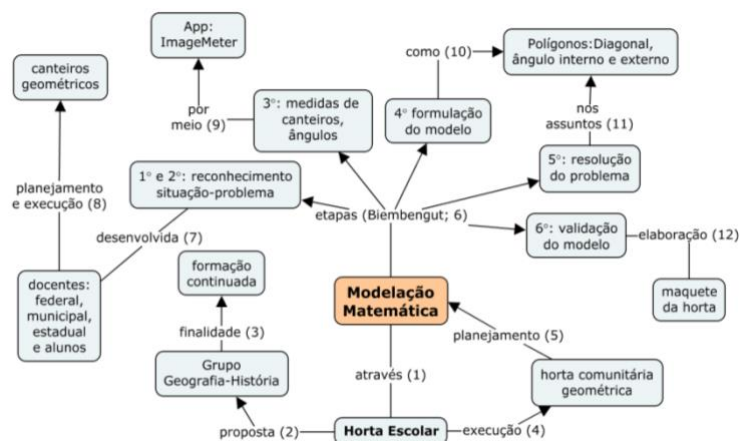 App:
ImageMeter
canteiros
geométricos
como (10)
Polígonos:Diagonal,
ângulo interno e externo
por
meio (9)
3°: medidas de
canteiros,
ângulos
4° formulação
do modelo
nos
assuntos (11)
1° e 2°: reconhecimento
situação-problema
5°: resolução
do problema
planejamento
e execução (8)
etapas (Biembengut; 6)
desenvolvida (7)
6°: validação
do modelo
elaboração (12)
docentes:
federal,
municipal,
estadual
e alunos
formação
continuada
Modelação
Matemática
maquete
da horta
finalidade (3)
planejamento (5)
Grupo
Geografia-História
através (1)
horta comunitária
geométrica
proposta (2)
Horta Escolar
execução (4)